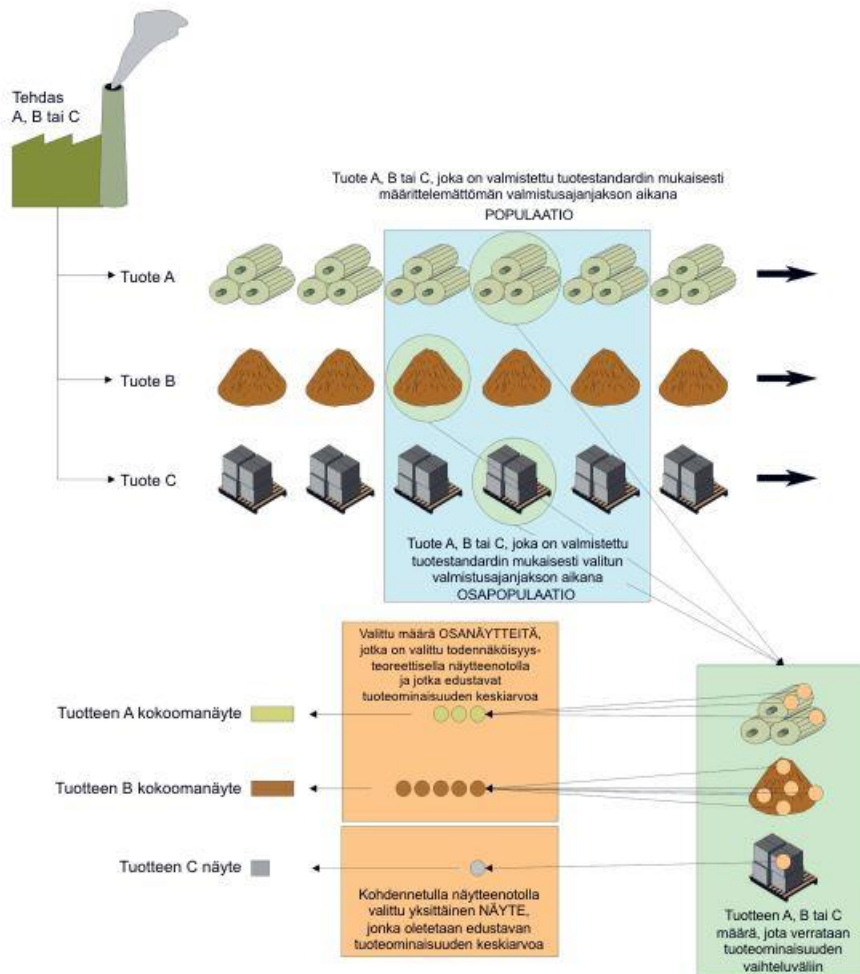 Tehdas
A, B tai C
Tuote A, B tai C, joka on valmistettu tuotestandardin mukaisesti
määrittelemättömän valmistusajanjakson aikana
POPULAATIO
Tuote A
Tuote B
Tuote C
Tuote A, B tai C, joka on valmistettu
tuotestandardin mukaisesti valitun
valmistusajanjakson aikana
OSAPOPULAATIO
Valittu määrä OSANÄYTTEITÄ,
jotka on valittu todennäköisyys-
teoreettisella näytteenotolla
ja jotka edustavat
tuoteominaisuuden keskiarvoa
Tuotteen A kokoomanäyte
Tuotteen B kokoomanäyte
Tuotteen C näyte
Kohdennetulla näytteenotolla
valittu yksittäinen NÄYTE,
jonka oletetaan edustavan
tuoteominaisuuden keskiarvoa
Tuotteen A, B tai C
määrä, jota verrataan
tuoteominaisuuden
vaihteluväliin